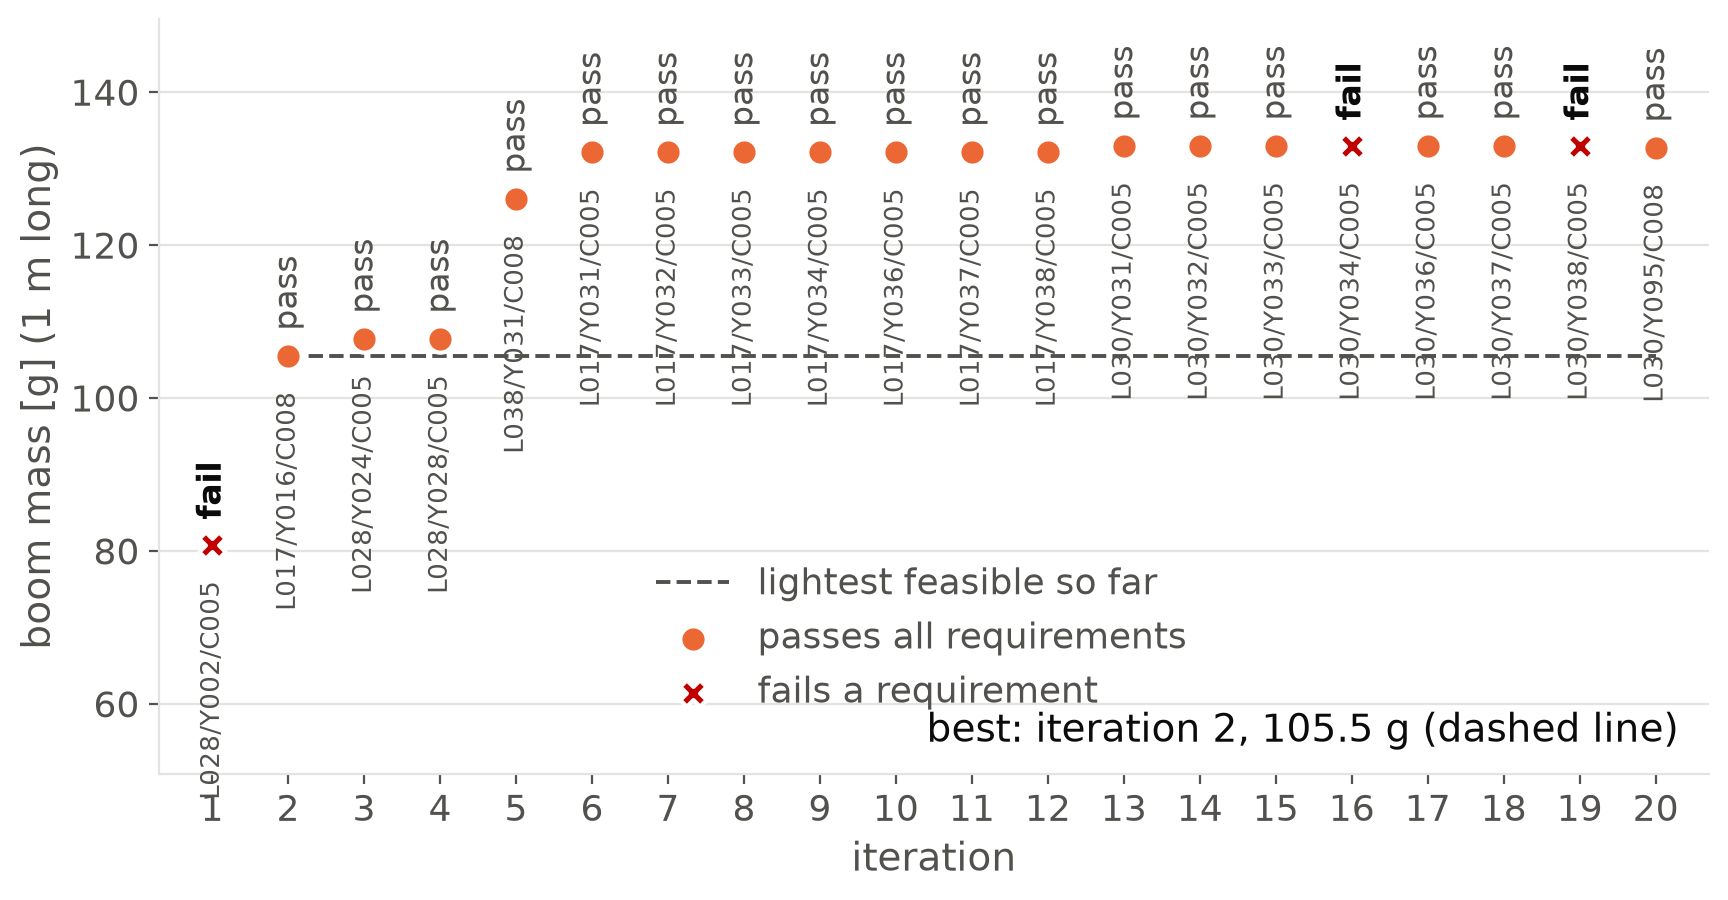 boom mass [g] (1 m long)
140
120
100
80
60
fail
pass
pass
pass
pass
pass
pass
pass
pass
pass
pass
pass
pass
pass
pass
fail
pass
pass
fail
pass
L028/Y002/C005
L017/Y016/C008
L028/Y024/C005
L028/Y028/C005
L038/Y031/C008
L017/Y031/C005
L017/Y032/C005
L017/Y033/C005
L017/Y034/C005
L017/Y036/C005
L017/Y037/C005
L017/Y038/C005
L030/Y031/C005
L030/Y032/C005
L030/Y033/C005
L030/Y034/C005
L030/Y036/C005
L030/Y037/C005
L030/Y038/C005
L030/Y095/C008
lightest feasible so far
passes all requirements
fails a requirement
best: iteration 2, 105.5 g (dashed line)
1 2 3 4 5 6 7 8 9 10 11 12 13 14 15 16 17 18 19 20
iteration